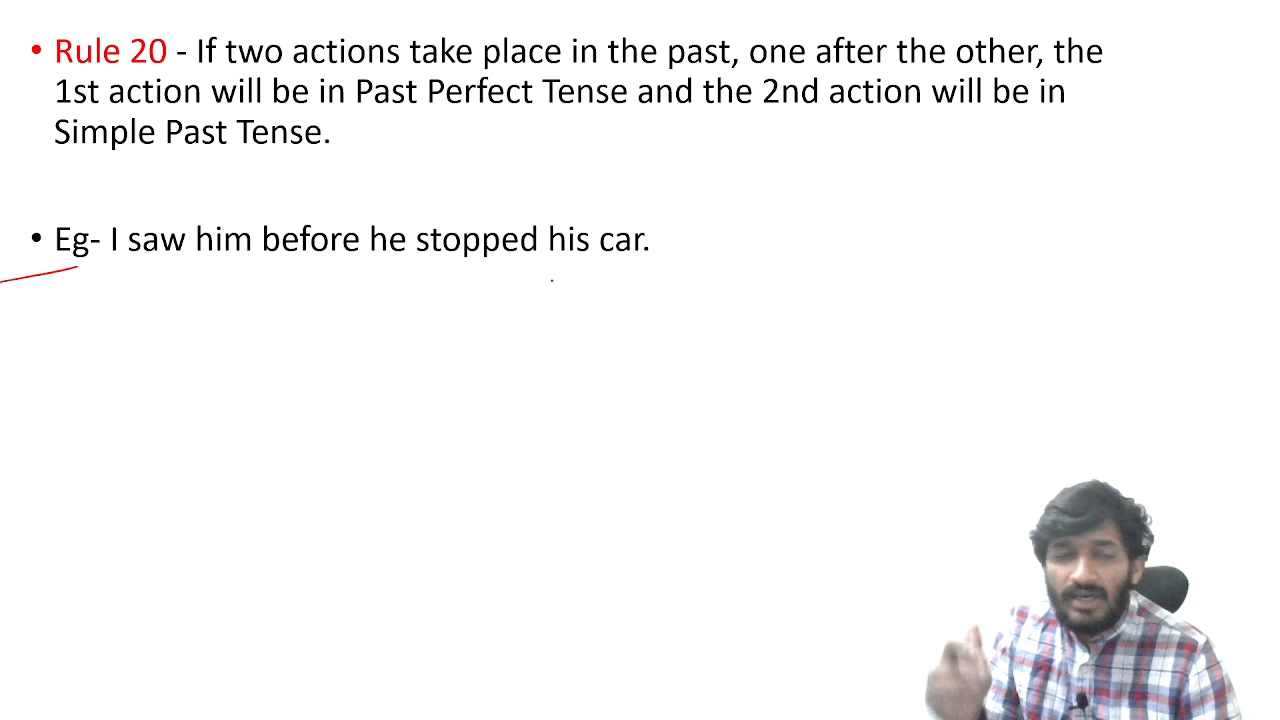 • Rule 20 - If two actions take place in the past, one after the other, the
1st action will be in Past Perfect Tense and the 2nd action will be in
Simple Past Tense.
• Eg- I saw him before he stopped his car.